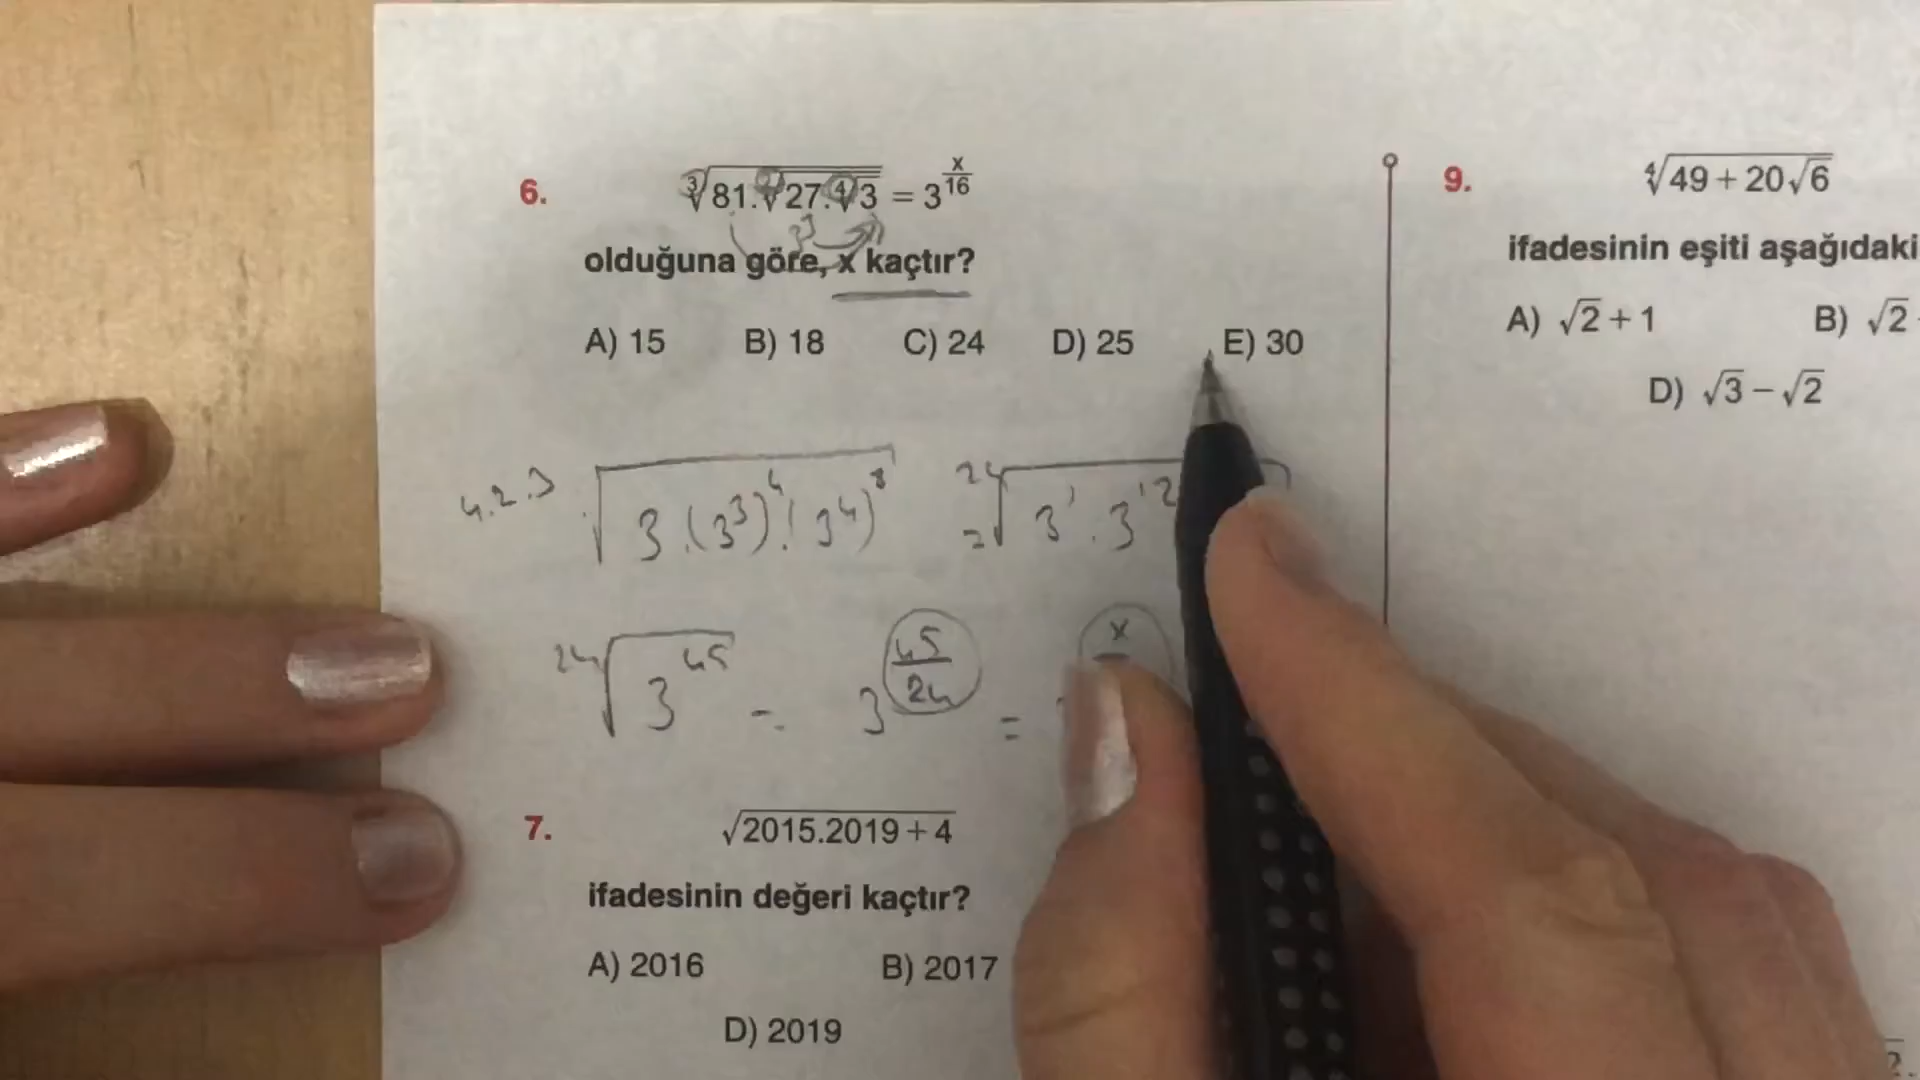 6. ∛(81.√(27.∜3)) = 3^(x/16)
olduğuna göre, x kaçtır?
A) 15 B) 18 C) 24 D) 25 E) 30
4.2.3 √(3.(3³)⁴.(3⁴)⁸) = ²⁴√(3¹.3¹²
²⁴√(3⁴⁵) = 3^(45/24) = x
7. √(2015.2019 + 4)
ifadesinin değeri kaçtır?
A) 2016 B) 2017
D) 2019
9. ∜(49 + 20√6)
ifadesinin eşiti aşağıdaki
A) √2 + 1 B) √2
D) √3 – √2